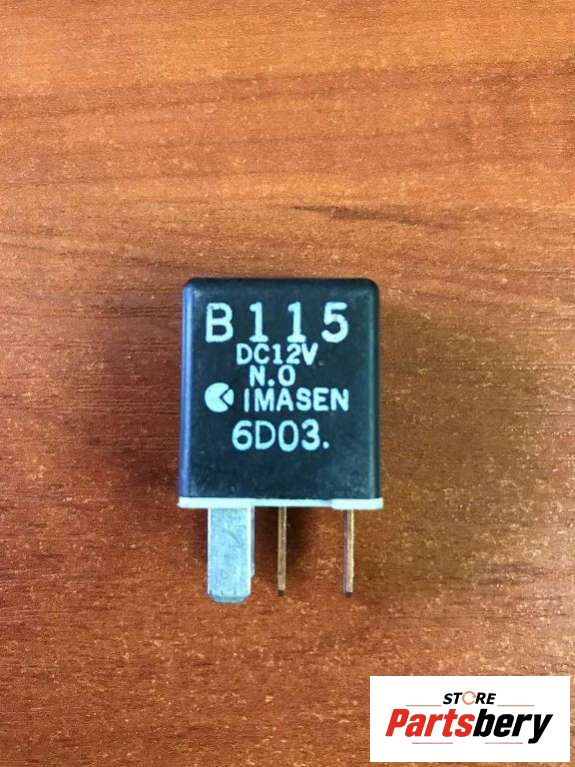 B115
DC12V
N.O
IMASEN
6D03.
STORE
Partsbery